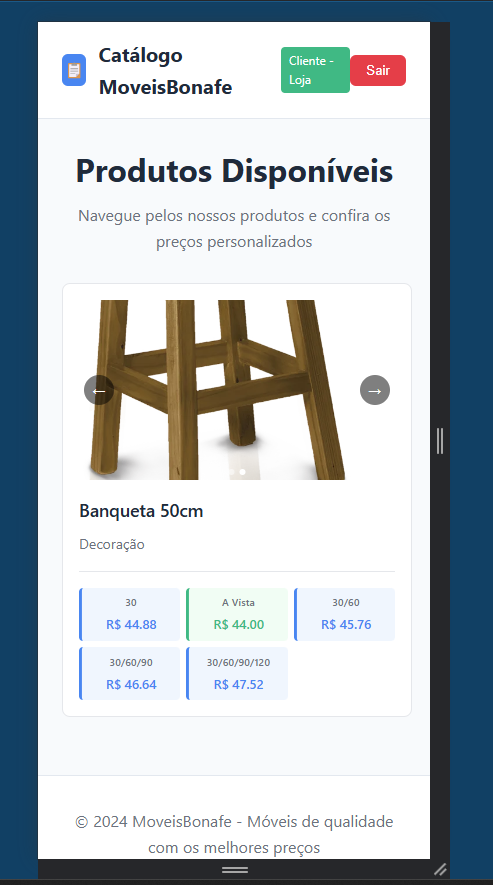 Catálogo
MoveisBonafe
Cliente -
Loja
Sair
Produtos Disponíveis
Navegue pelos nossos produtos e confira os
preços personalizados
← →
Banqueta 50cm
Decoração
30
R$ 44.88
A Vista
R$ 44.00
30/60
R$ 45.76
30/60/90
R$ 46.64
30/60/90/120
R$ 47.52
© 2024 MoveisBonafe - Móveis de qualidade
com os melhores preços